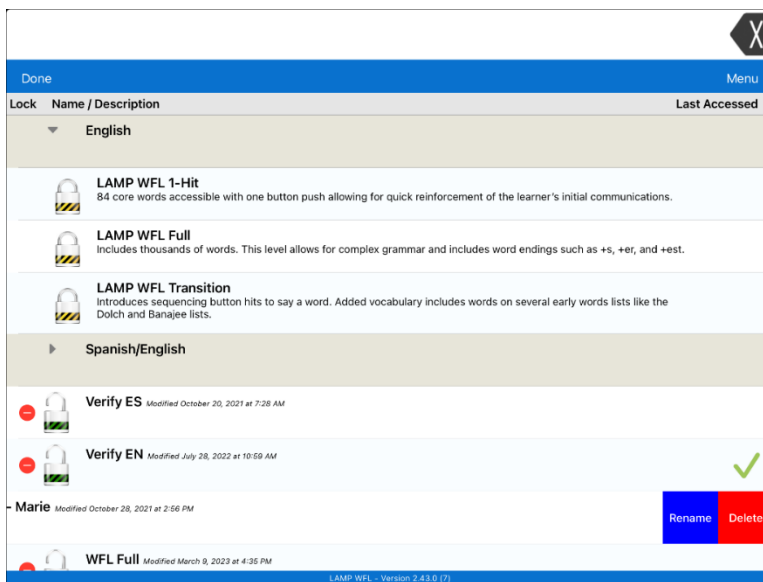 X
Done Menu
Lock Name / Description Last Accessed
English
LAMP WFL 1-Hit
84 core words accessible with one button push allowing for quick reinforcement of the learner's initial communications.
LAMP WFL Full
Includes thousands of words. This level allows for complex grammar and includes word endings such as +s, +er, and +est.
LAMP WFL Transition
Introduces sequencing button hits to say a word. Added vocabulary includes words on several early words lists like the
Dolch and Banajee lists.
Spanish/English
Verify ES Modified October 20, 2021 at 7:28 AM
Verify EN Modified July 28, 2022 at 10:59 AM
- Marie Modified October 28, 2021 at 2:56 PM
Rename Delete
WFL Full Modified March 9, 2023 at 4:35 PM
LAMP WFL - Version 2.43.0 (7)